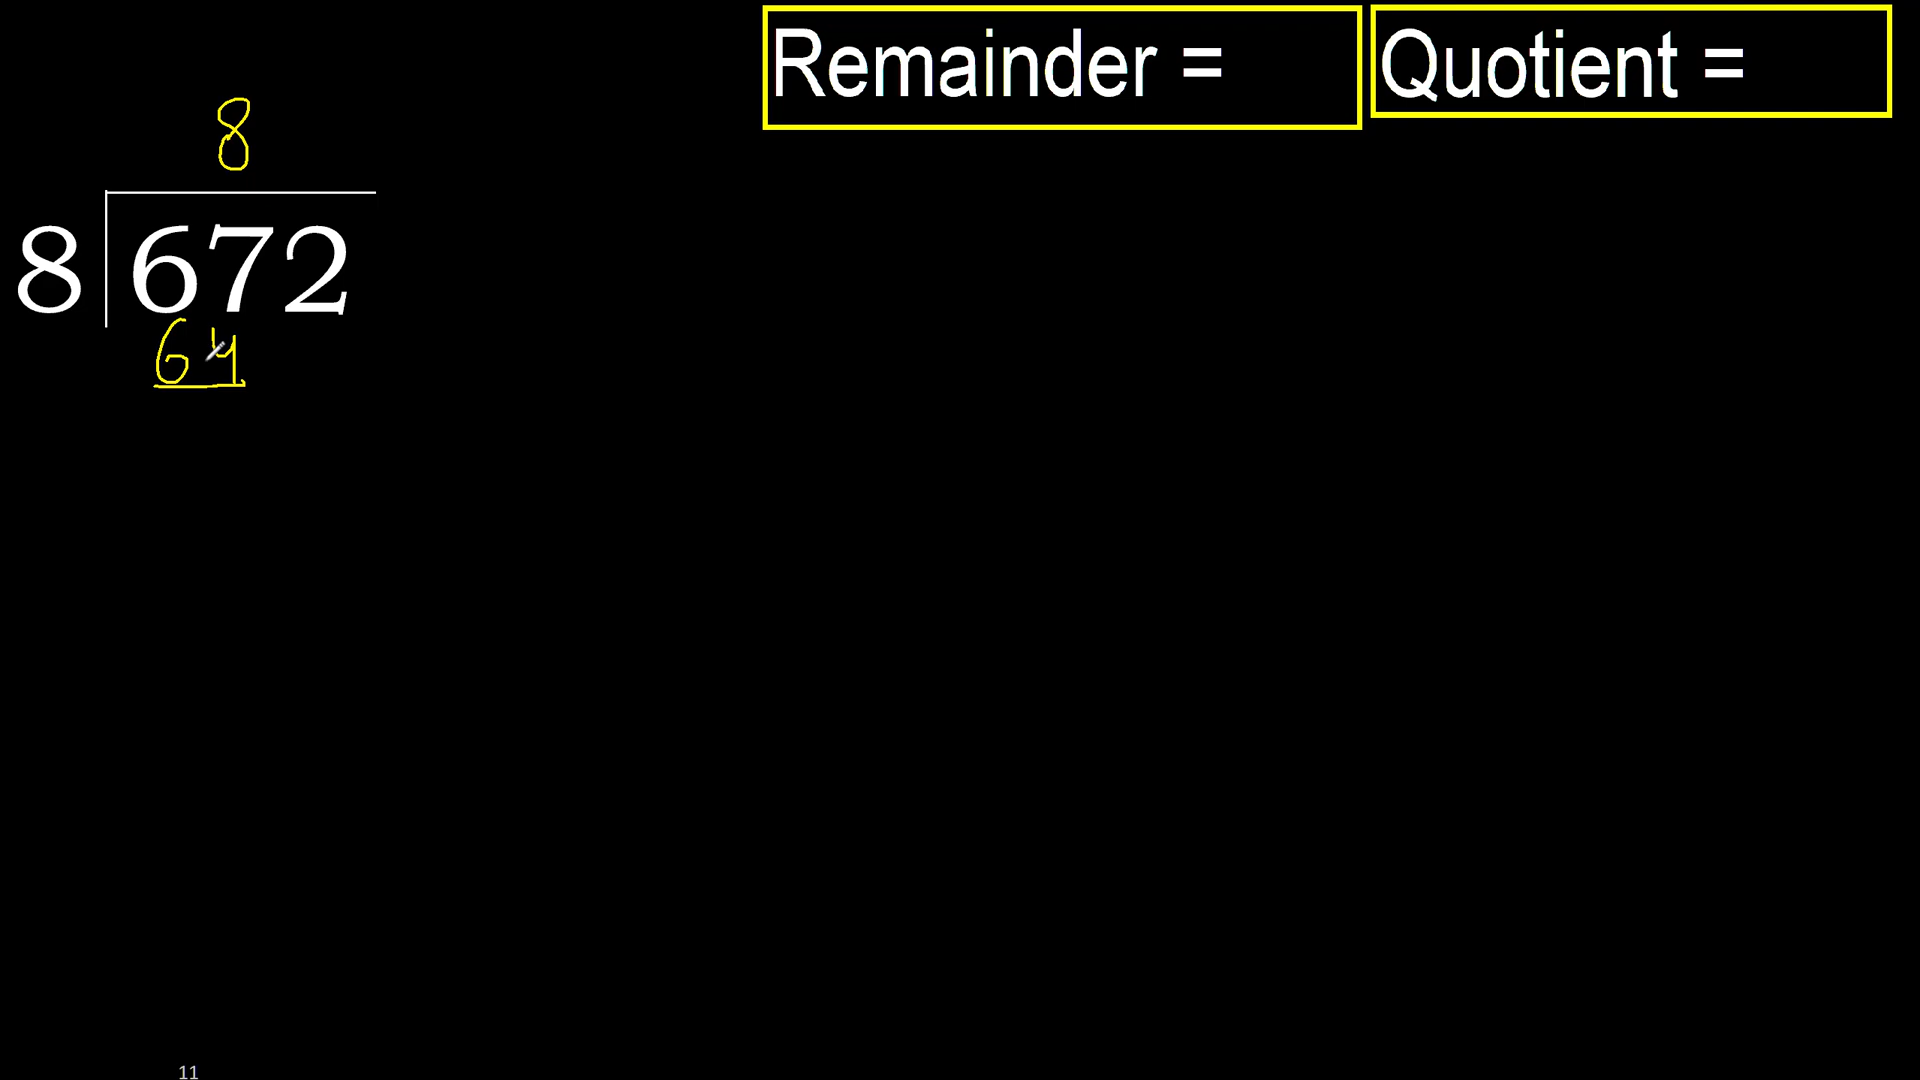 Remainder = Quotient =
8
8 672
64
11